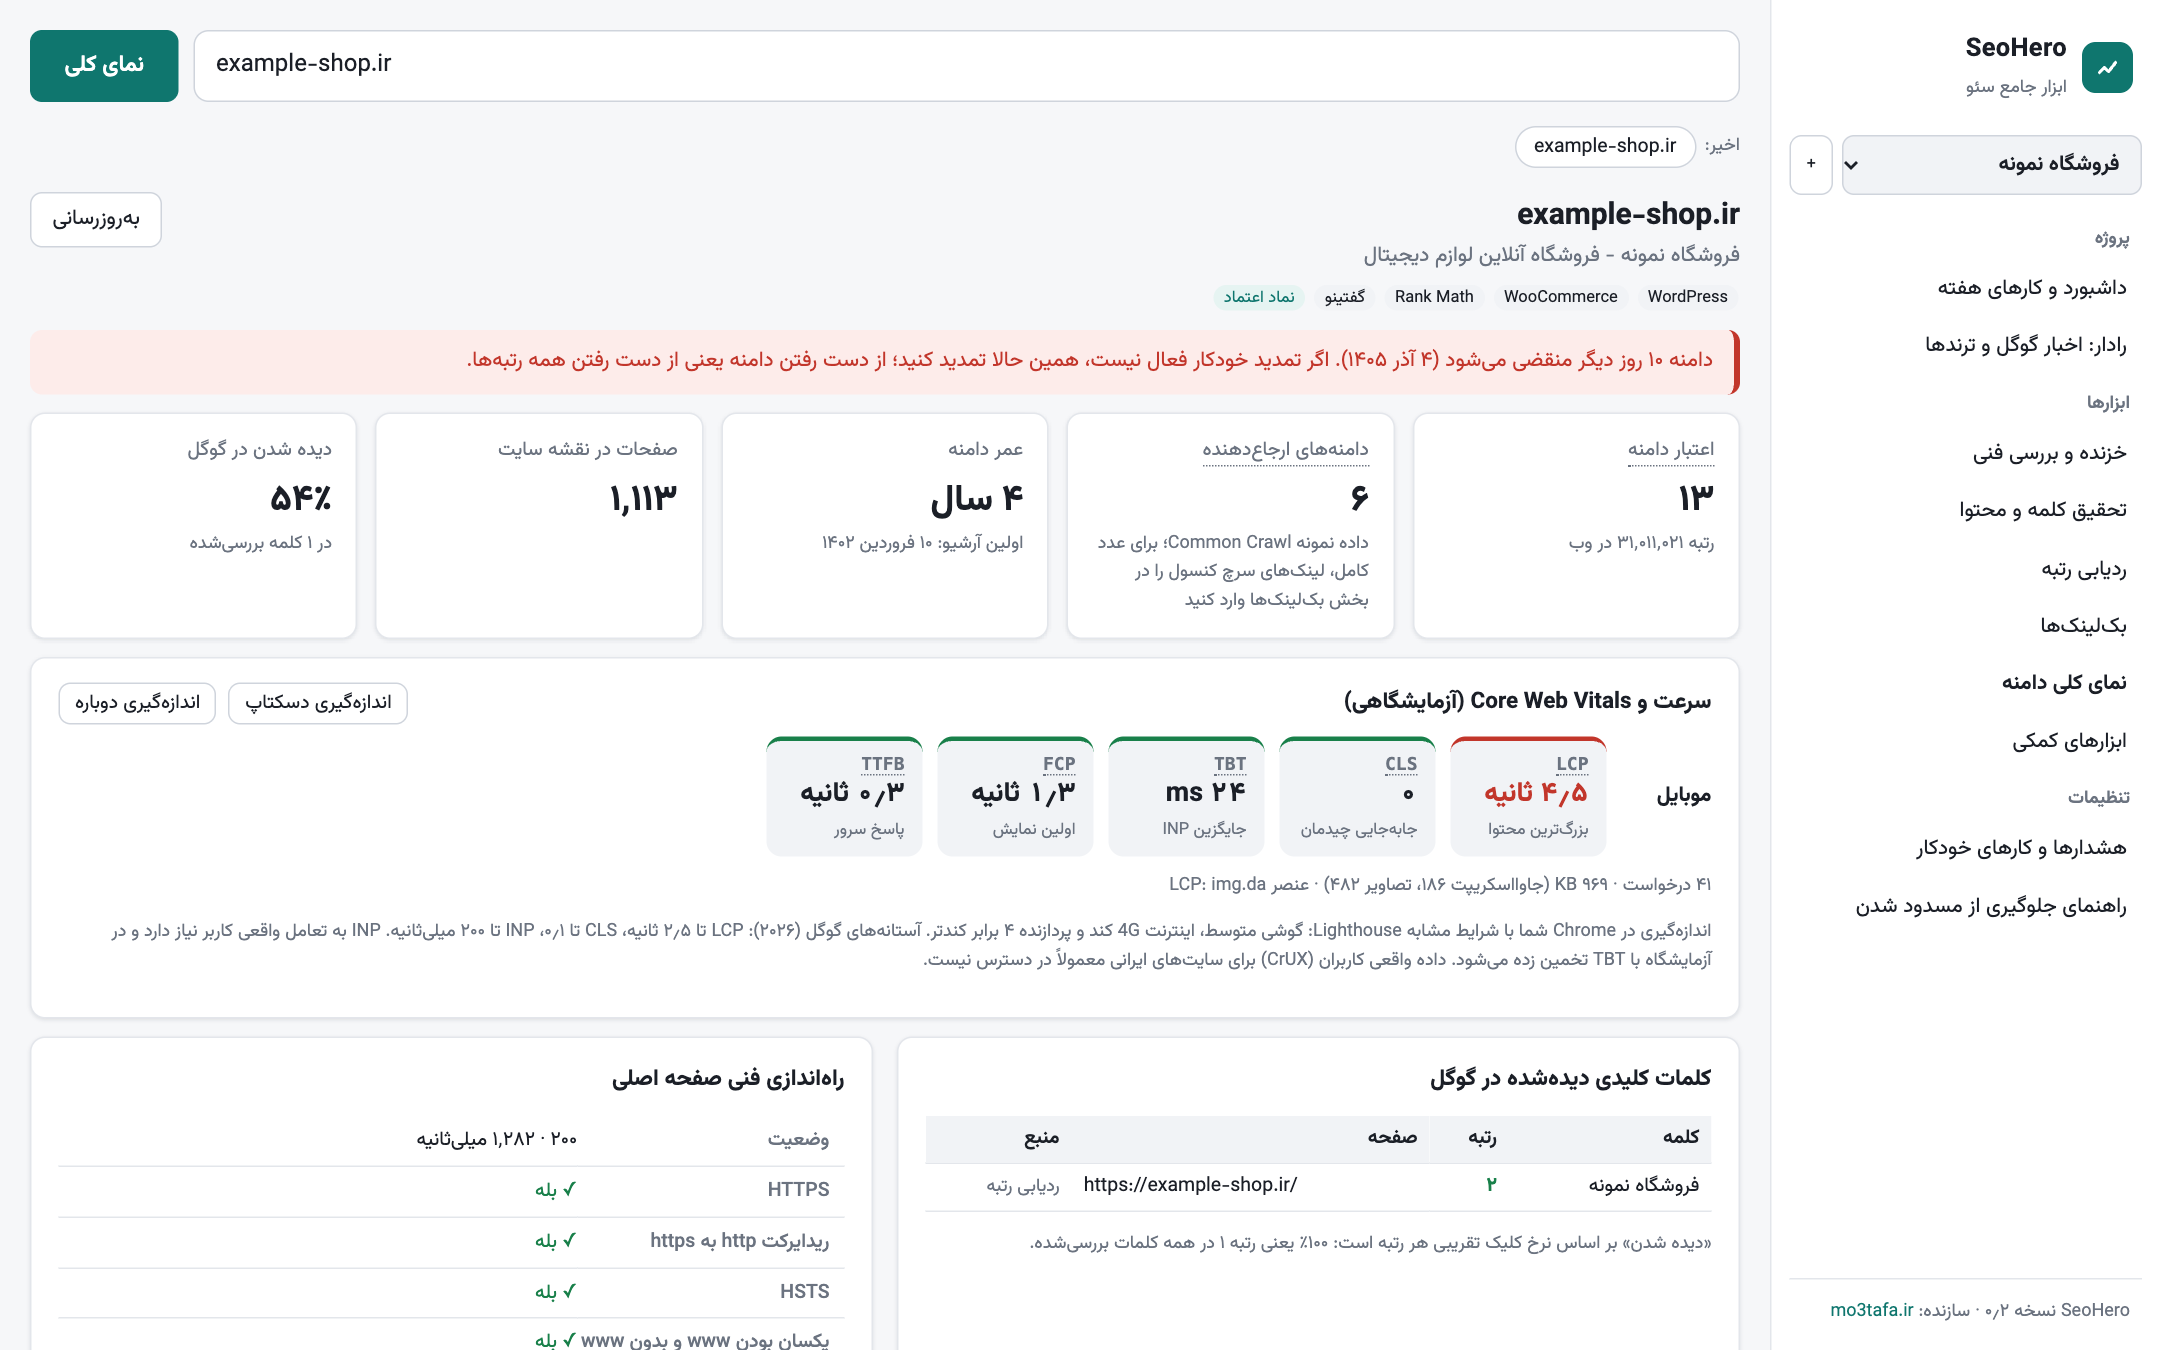 SeoHero
ابزار جامع سئو
فروشگاه نمونه
+
پروژه
داشبورد و کارهای هفته
رادار: اخبار گوگل و ترندها
ابزارها
خزنده و بررسی فنی
تحقیق کلمه و محتوا
ردیابی رتبه
بک‌لینک‌ها
نمای کلی دامنه
ابزارهای کمکی
تنظیمات
هشدارها و کارهای خودکار
راهنمای جلوگیری از مسدود شدن
SeoHero نسخه ۰٫۲ · سازنده: mo3tafa.ir
example-shop.ir
نمای کلی
اخیر: example-shop.ir
example-shop.ir
به‌روزرسانی
فروشگاه نمونه - فروشگاه آنلاین لوازم دیجیتال
WordPress WooCommerce Rank Math گفتینو نماد اعتماد
دامنه ۱۰ روز دیگر منقضی می‌شود (۴ آذر ۱۴۰۵). اگر تمدید خودکار فعال نیست، همین حالا تمدید کنید؛ از دست رفتن دامنه یعنی از دست رفتن همه رتبه‌ها.
اعتبار دامنه
۱۳
رتبه ۳۱,۰۱۱,۰۲۱ در وب
دامنه‌های ارجاع‌دهنده
۶
داده نمونه Common Crawl؛ برای عدد
کامل، لینک‌های سرچ کنسول را در
بخش بک‌لینک‌ها وارد کنید
عمر دامنه
۴ سال
اولین آرشیو: ۱۰ فروردین ۱۴۰۲
صفحات در نقشه سایت
۱,۱۱۳
دیده شدن در گوگل
۵۴٪
در ۱ کلمه بررسی‌شده
سرعت و Core Web Vitals (آزمایشگاهی)
اندازه‌گیری دسکتاپ
اندازه‌گیری دوباره
موبایل
LCP
۴٫۵ ثانیه
بزرگ‌ترین محتوا
CLS
۰
جابه‌جایی چیدمان
TBT
۲۴ ms
جایگزین INP
FCP
۱٫۳ ثانیه
اولین نمایش
TTFB
۰٫۳ ثانیه
پاسخ سرور
۴۱ درخواست · ۹۶۹ KB (جاوااسکریپت ۱۸۶، تصاویر ۴۸۲) · عنصر LCP: img.da
اندازه‌گیری در Chrome شما با شرایط مشابه Lighthouse: گوشی متوسط، اینترنت 4G کند و پردازنده ۴ برابر کندتر. آستانه‌های گوگل (۲۰۲۶): LCP تا ۲٫۵ ثانیه، CLS تا ۰٫۱، INP تا ۲۰۰ میلی‌ثانیه. INP به تعامل واقعی کاربر نیاز دارد و در
آزمایشگاه با TBT تخمین زده می‌شود. داده واقعی کاربران (CrUX) برای سایت‌های ایرانی معمولاً در دسترس نیست.
کلمات کلیدی دیده‌شده در گوگل
کلمه رتبه صفحه منبع
فروشگاه نمونه ۲ https://example-shop.ir/ ردیابی رتبه
«دیده شدن» بر اساس نرخ کلیک تقریبی هر رتبه است: ۱۰۰٪ یعنی رتبه ۱ در همه کلمات بررسی‌شده.
راه‌اندازی فنی صفحه اصلی
وضعیت ۲۰۰ · ۱,۲۸۲ میلی‌ثانیه
HTTPS ✓ بله
ریدایرکت http به https ✓ بله
HSTS ✓ بله
یکسان بودن www و بدون www ✓ بله